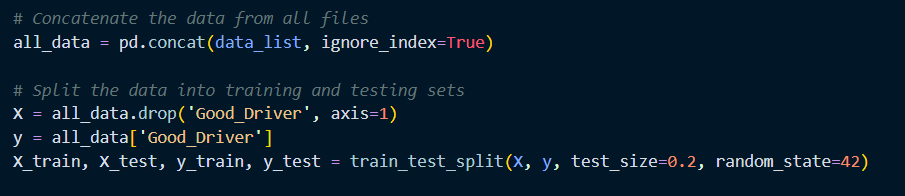 # Concatenate the data from all files
all_data = pd.concat(data_list, ignore_index=True)
# Split the data into training and testing sets
X = all_data.drop('Good_Driver', axis=1)
y = all_data['Good_Driver']
X_train, X_test, y_train, y_test = train_test_split(X, y, test_size=0.2, random_state=42)